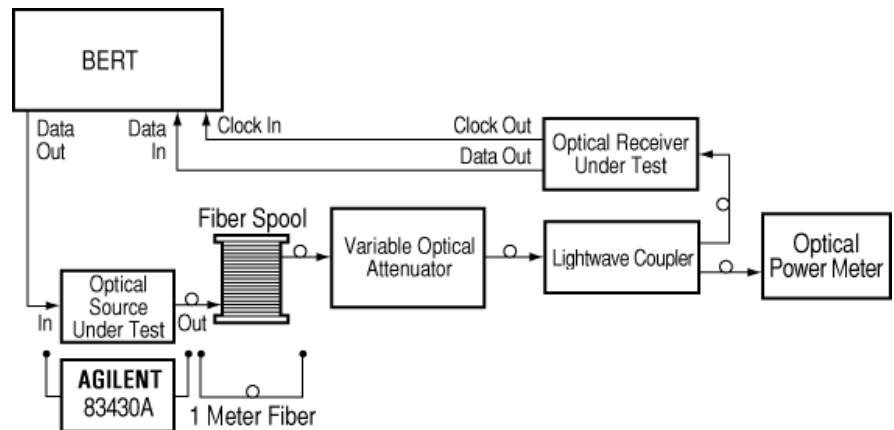 BERT
Data
Out
Data
In
Clock In
Clock Out
Data Out
Optical Receiver
Under Test
Fiber Spool
Variable Optical
Attenuator
Lightwave Coupler
Optical
Power Meter
Optical
Source
Under Test
In
Out
AGILENT
83430A
1 Meter Fiber